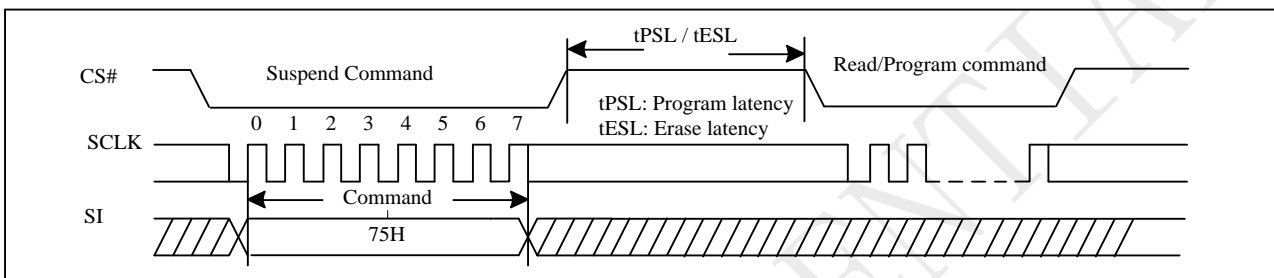 tPSL / tESL
CS#
Suspend Command
Read/Program command
tPSL: Program latency
tESL: Erase latency
0 1 2 3 4 5 6 7
SCLK
Command
SI
75H
ENTIA